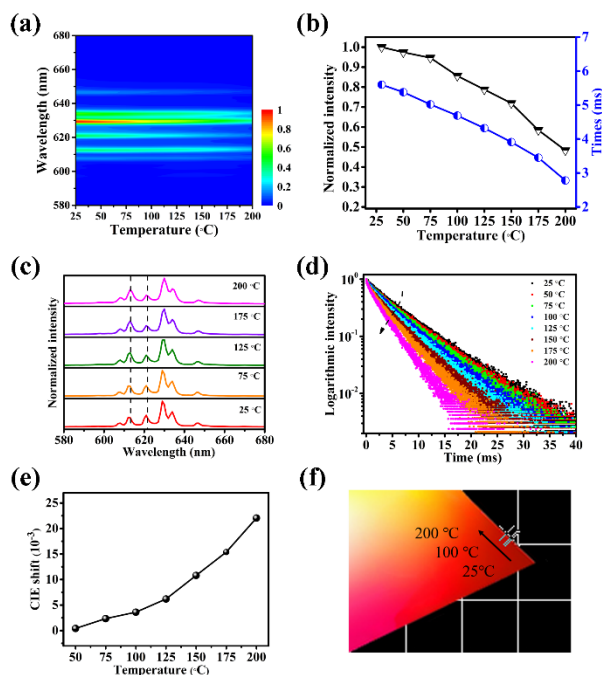 (a)
680
660
640
620
600
580
Wavelength (nm)
25 50 75 100 125 150 175 200
Temperature (°C)
1
0.8
0.6
0.4
0.2
0
(b)
1.0
0.9
0.8
0.7
0.6
0.5
0.4
0.3
0.2
0.1
Normalized intensity
25 50 75 100 125 150 175 200
Temperature (°C)
7
6
5
4
3
2
Times (ms)
(c)
200 °C
175 °C
125 °C
75 °C
25 °C
Normalized intensity
580 600 620 640 660 680
Wavelength (nm)
(d)
10⁰
10⁻¹
10⁻²
Logarithmic intensity
25 °C
50 °C
75 °C
100 °C
125 °C
150 °C
175 °C
200 °C
0 5 10 15 20 25 30 35 40
Time (ms)
(e)
25
20
15
10
5
0
CIE shift (10⁻³)
50 75 100 125 150 175 200
Temperature (°C)
(f)
200 °C
100 °C
25°C